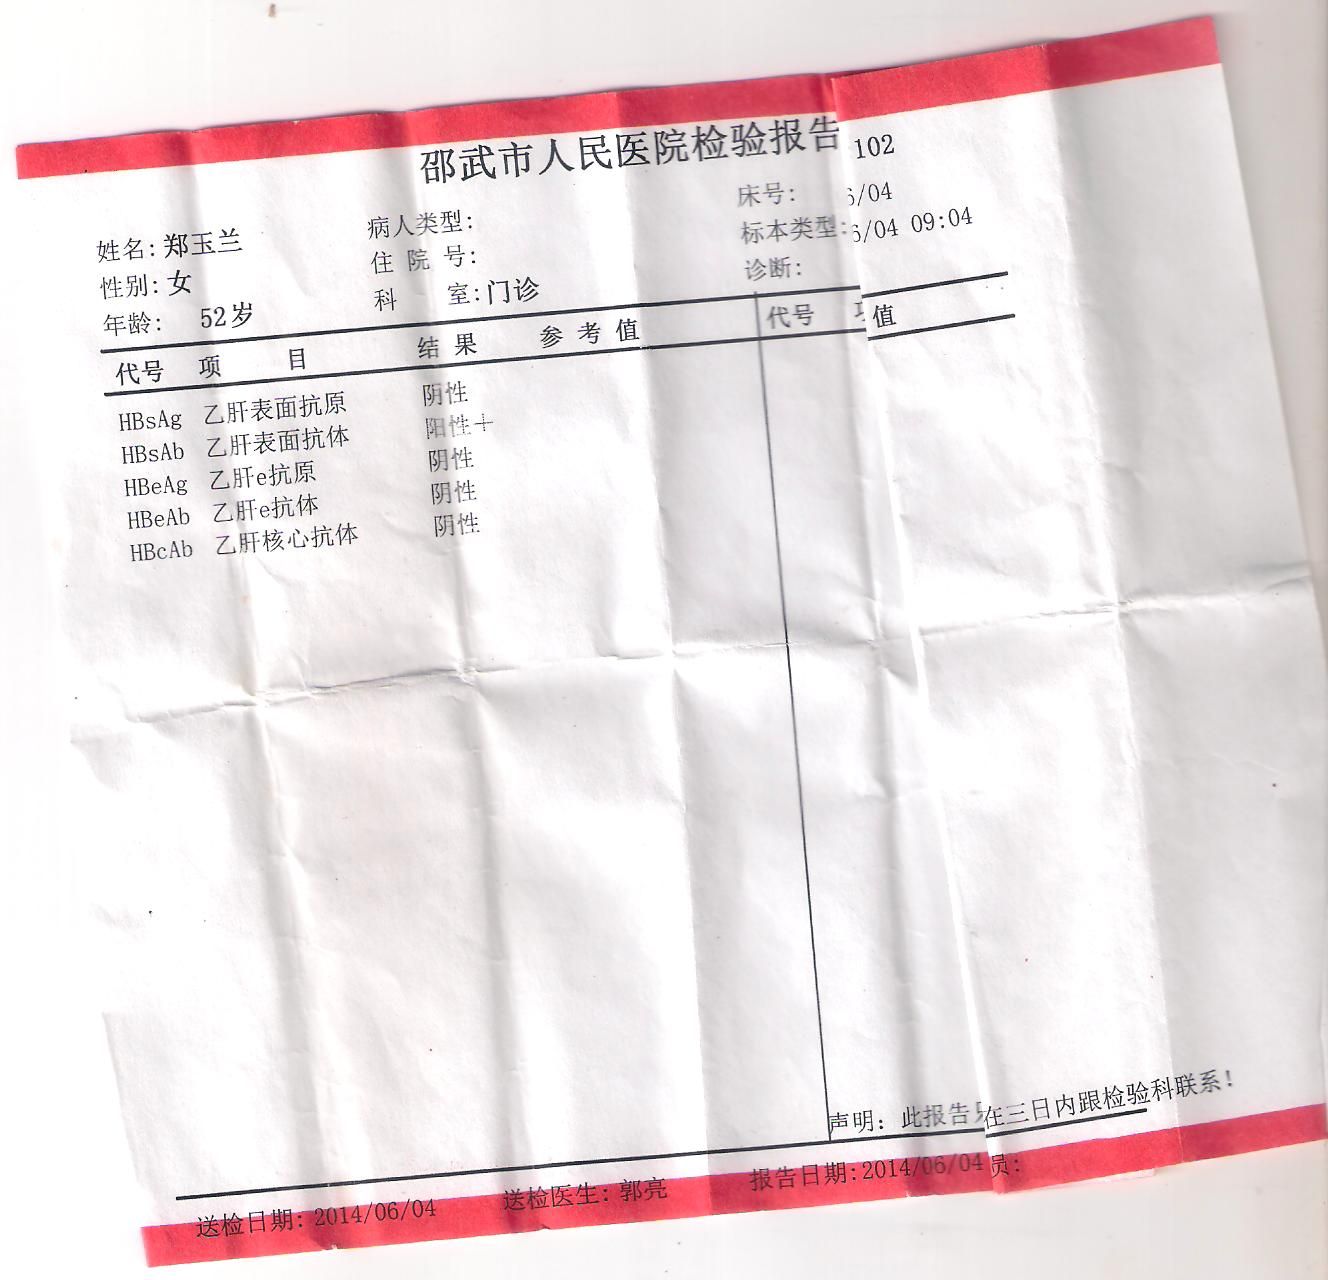 邵武市人民医院检验报告
102
姓名: 郑玉兰 病人类型: 床号: 6/04
性别: 女 住院号: 标本类型: 6/04 09:04
年龄: 52岁 科室: 门诊 诊断:
代号 项目 结果 参考值 代号 值
HBsAg 乙肝表面抗原 阴性
HBsAb 乙肝表面抗体 阳性+
HBeAg 乙肝e抗原 阴性
HBeAb 乙肝e抗体 阴性
HBcAb 乙肝核心抗体 阴性
声明: 此报告 在三日内跟检验科联系!
送检日期: 2014/06/04 送检医生: 郭亮 报告日期: 2014/06/04 员: